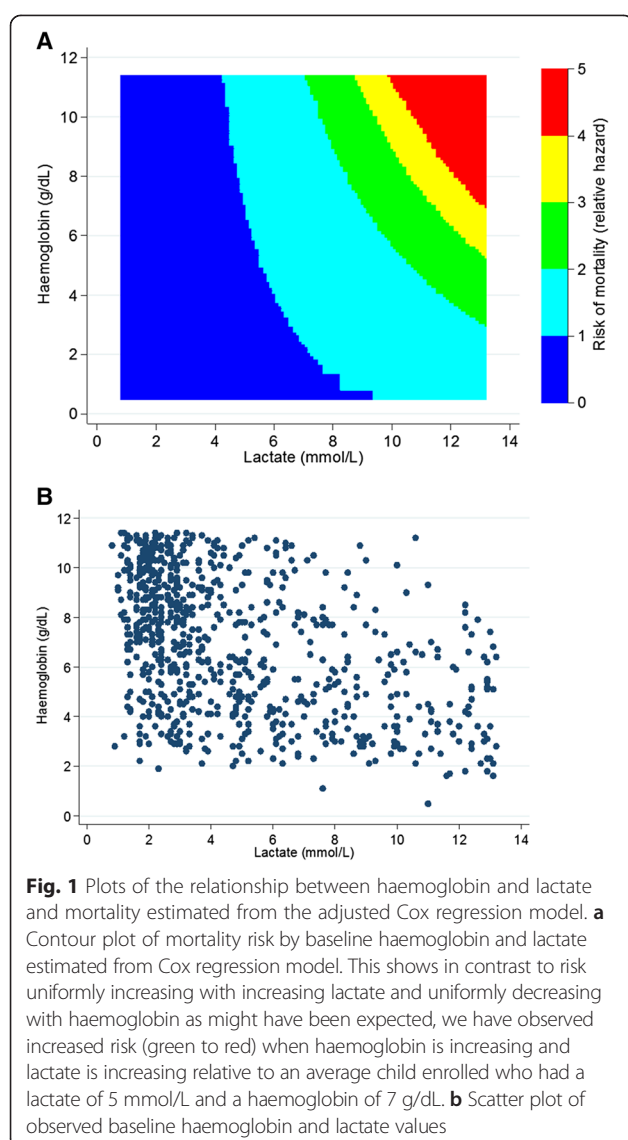 A
12
10
8
6
4
2
0
Haemoglobin (g/dL)
0 2 4 6 8 10 12 14
Lactate (mmol/L)
5
4
3
2
1
0
Risk of mortality (relative hazard)
B
12
10
8
6
4
2
0
Haemoglobin (g/dL)
0 2 4 6 8 10 12 14
Lactate (mmol/L)
Fig. 1 Plots of the relationship between haemoglobin and lactate
and mortality estimated from the adjusted Cox regression model. a
Contour plot of mortality risk by baseline haemoglobin and lactate
estimated from Cox regression model. This shows in contrast to risk
uniformly increasing with increasing lactate and uniformly decreasing
with haemoglobin as might have been expected, we have observed
increased risk (green to red) when haemoglobin is increasing and
lactate is increasing relative to an average child enrolled who had a
lactate of 5 mmol/L and a haemoglobin of 7 g/dL. b Scatter plot of
observed baseline haemoglobin and lactate values